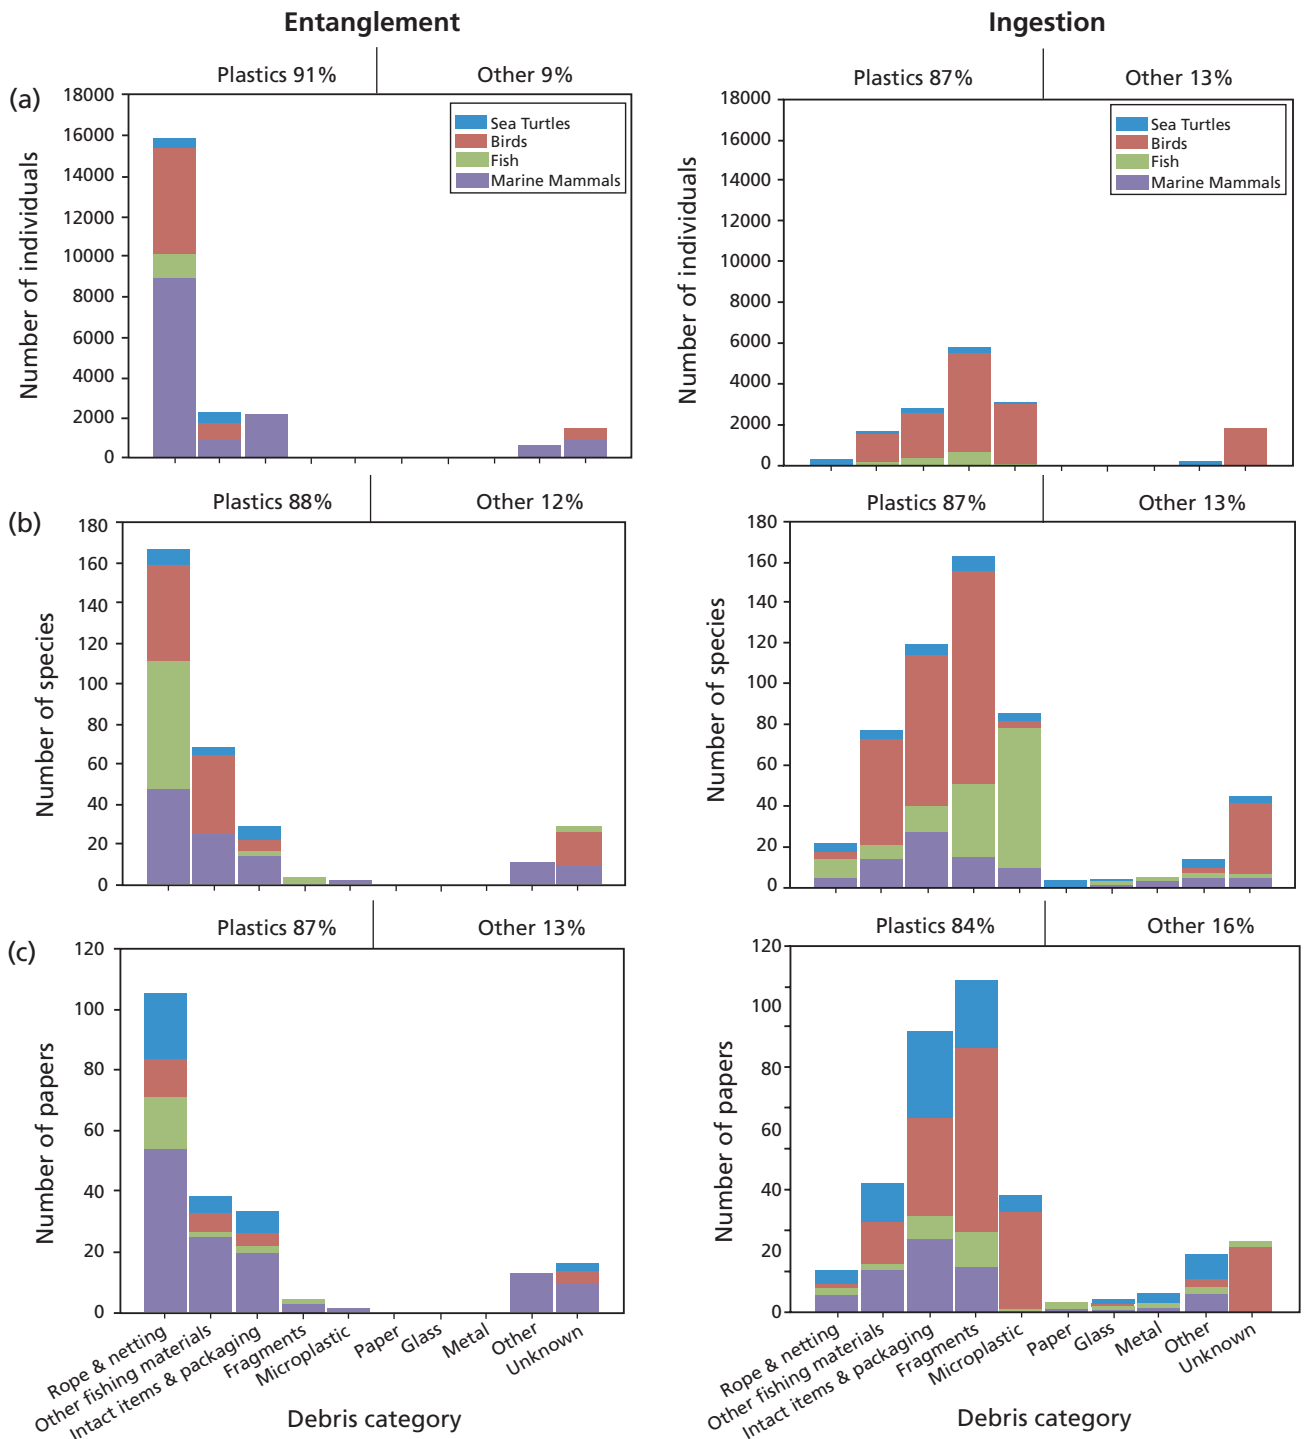 Entanglement
Ingestion
(a)
Plastics 91%
Other 9%
Plastics 87%
Other 13%
Number of individuals
18000
16000
14000
12000
10000
8000
6000
4000
2000
0
Sea Turtles
Birds
Fish
Marine Mammals
Number of individuals
18000
16000
14000
12000
10000
8000
6000
4000
2000
0
Sea Turtles
Birds
Fish
Marine Mammals
(b)
Plastics 88%
Other 12%
Plastics 87%
Other 13%
Number of species
180
160
140
120
100
80
60
40
20
0
Number of species
180
160
140
120
100
80
60
40
20
0
(c)
Plastics 87%
Other 13%
Plastics 84%
Other 16%
Number of papers
120
100
80
60
40
20
0
Number of papers
120
100
80
60
40
20
0
Rope & netting
Other fishing materials
Intact items & packaging
Fragments
Microplastic
Paper
Glass
Metal
Other
Unknown
Debris category
Rope & netting
Other fishing materials
Intact items & packaging
Fragments
Microplastic
Paper
Glass
Metal
Other
Unknown
Debris category